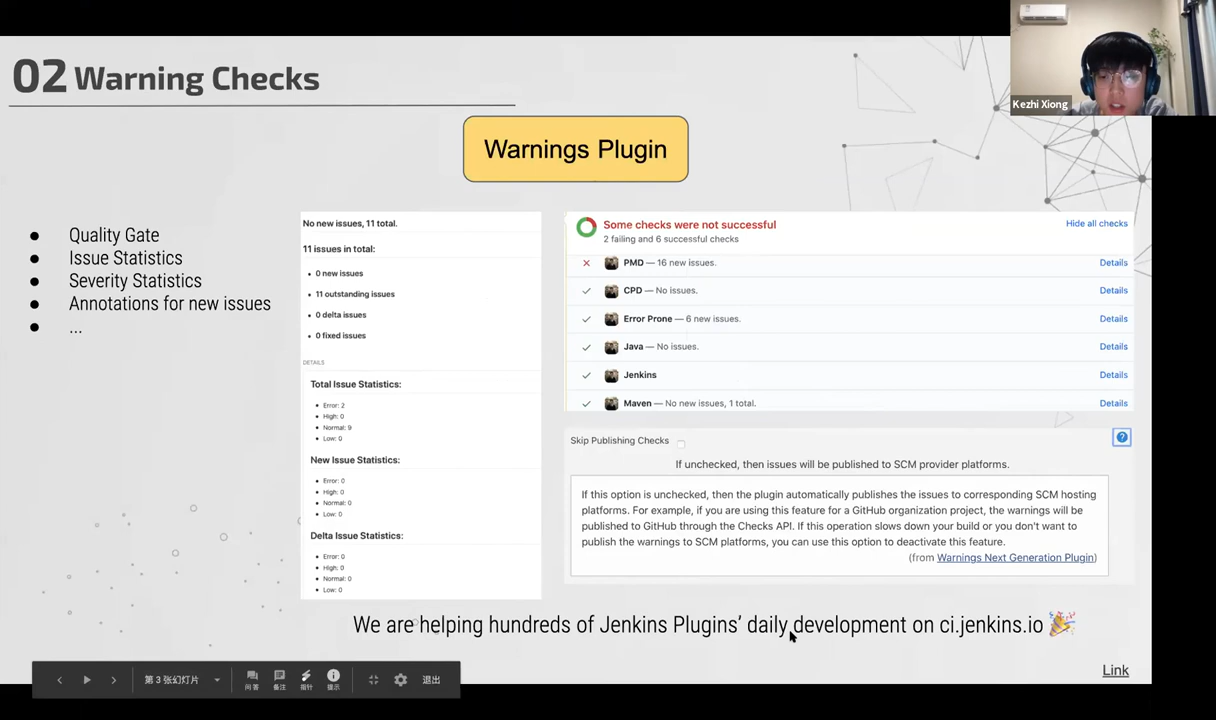 02 Warning Checks
Kezhi Xiong
Warnings Plugin
● Quality Gate
● Issue Statistics
● Severity Statistics
● Annotations for new issues
● ...
No new issues, 11 total.
11 issues in total:
• 0 new issues
• 11 outstanding issues
• 0 delta issues
• 0 fixed issues
DETAILS
Total Issue Statistics:
• Error: 2
• High: 0
• Normal: 9
• Low: 0
New Issue Statistics:
• Error: 0
• High: 0
• Normal: 0
• Low: 0
Delta Issue Statistics:
• Error: 0
• High: 0
• Normal: 0
• Low: 0
Some checks were not successful
Hide all checks
2 failing and 6 successful checks
PMD — 16 new issues. Details
CPD — No issues. Details
Error Prone — 6 new issues. Details
Java — No issues. Details
Jenkins Details
Maven — No new issues, 1 total. Details
Skip Publishing Checks
If unchecked, then issues will be published to SCM provider platforms.
If this option is unchecked, then the plugin automatically publishes the issues to corresponding SCM hosting
platforms. For example, if you are using this feature for a GitHub organization project, the warnings will be
published to GitHub through the Checks API. If this operation slows down your build or you don't want to
publish the warnings to SCM platforms, you can use this option to deactivate this feature.
(from Warnings Next Generation Plugin)
We are helping hundreds of Jenkins Plugins' daily development on ci.jenkins.io 🎉
Link
第 3 张幻灯片 问答 备注 指针 提示 退出